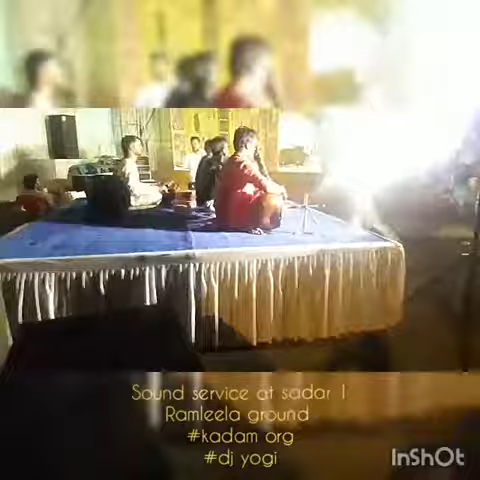 Sound service at sadar |
Ramleela ground
#kadam org
#dj yogi
InShOt